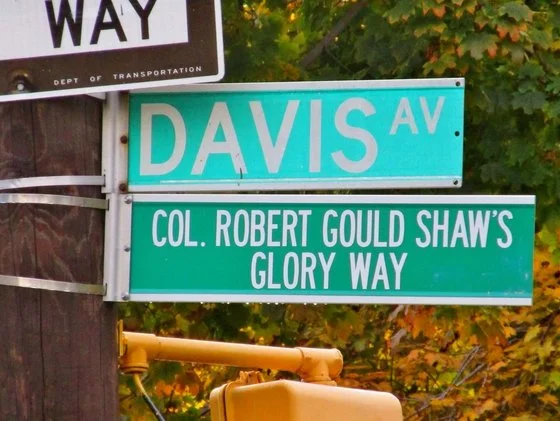 WAY
DEPT OF TRANSPORTATION
DAVIS AV
COL. ROBERT GOULD SHAW'S
GLORY WAY